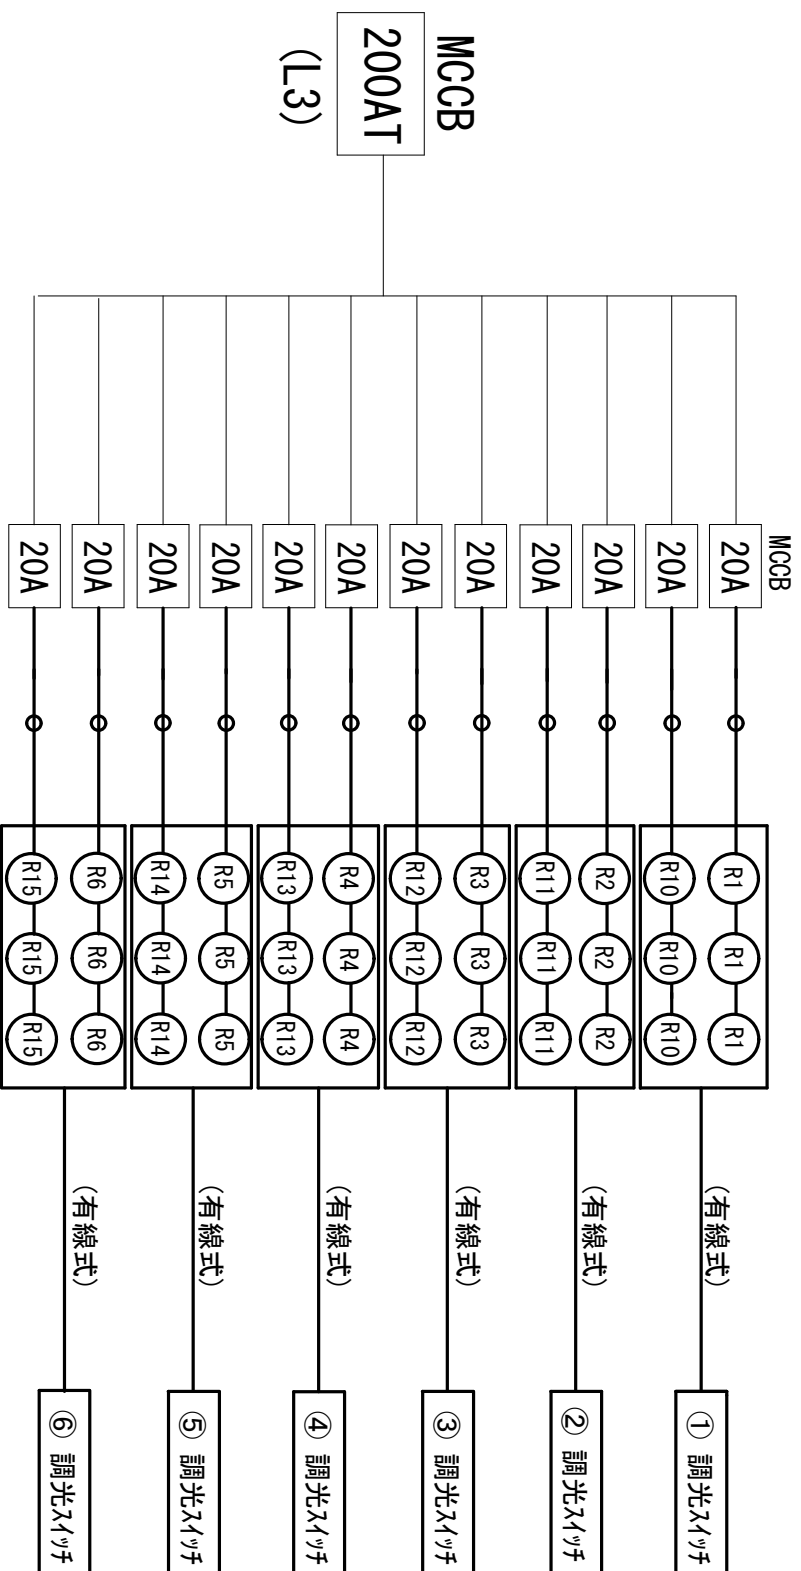 MCCB
200AT
(L3)
MCCB
20A R1 R1 R1
20A R10 R10 R10
(有線式)
① 調光スイッチ
20A R2 R2 R2
20A R11 R11 R11
(有線式)
② 調光スイッチ
20A R3 R3 R3
20A R12 R12 R12
(有線式)
③ 調光スイッチ
20A R4 R4 R4
20A R13 R13 R13
(有線式)
④ 調光スイッチ
20A R5 R5 R5
20A R14 R14 R14
(有線式)
⑤ 調光スイッチ
20A R6 R6 R6
20A R15 R15 R15
(有線式)
⑥ 調光スイッチ